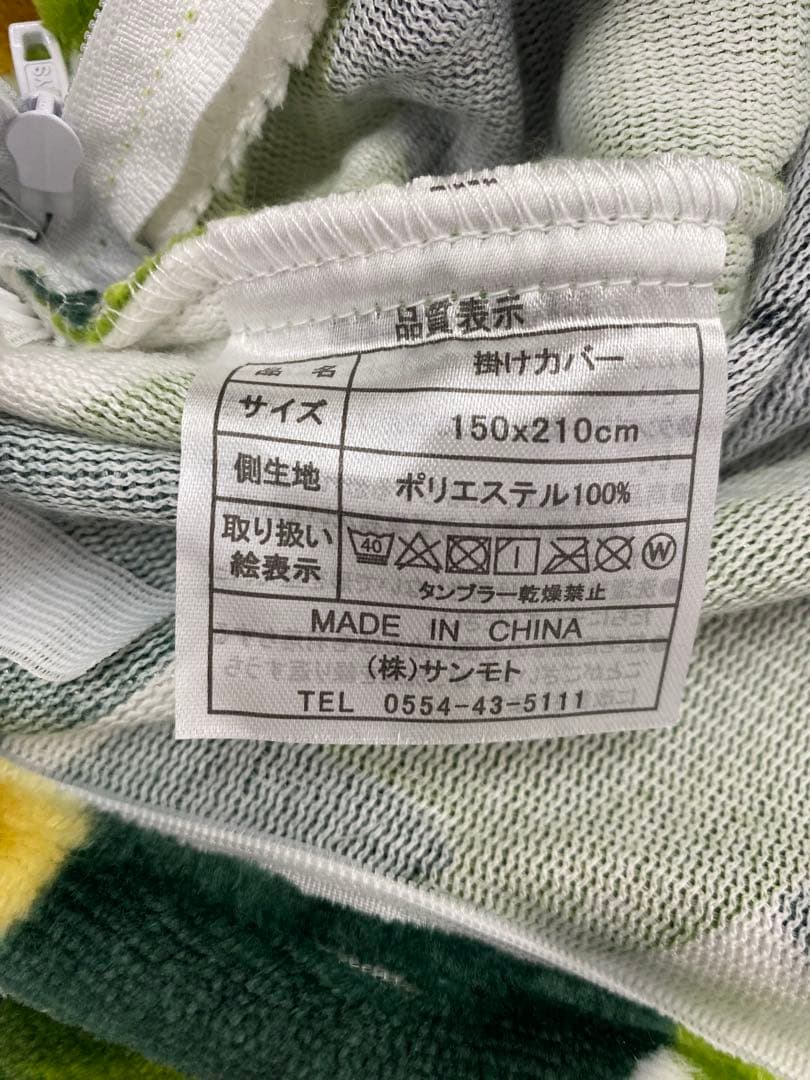 品質表示
品名 掛けカバー
サイズ 150x210cm
側生地 ポリエステル100%
取り扱い 40 W
絵表示 タンブラー乾燥禁止
MADE IN CHINA
(株)サンモト
TEL 0554-43-5111